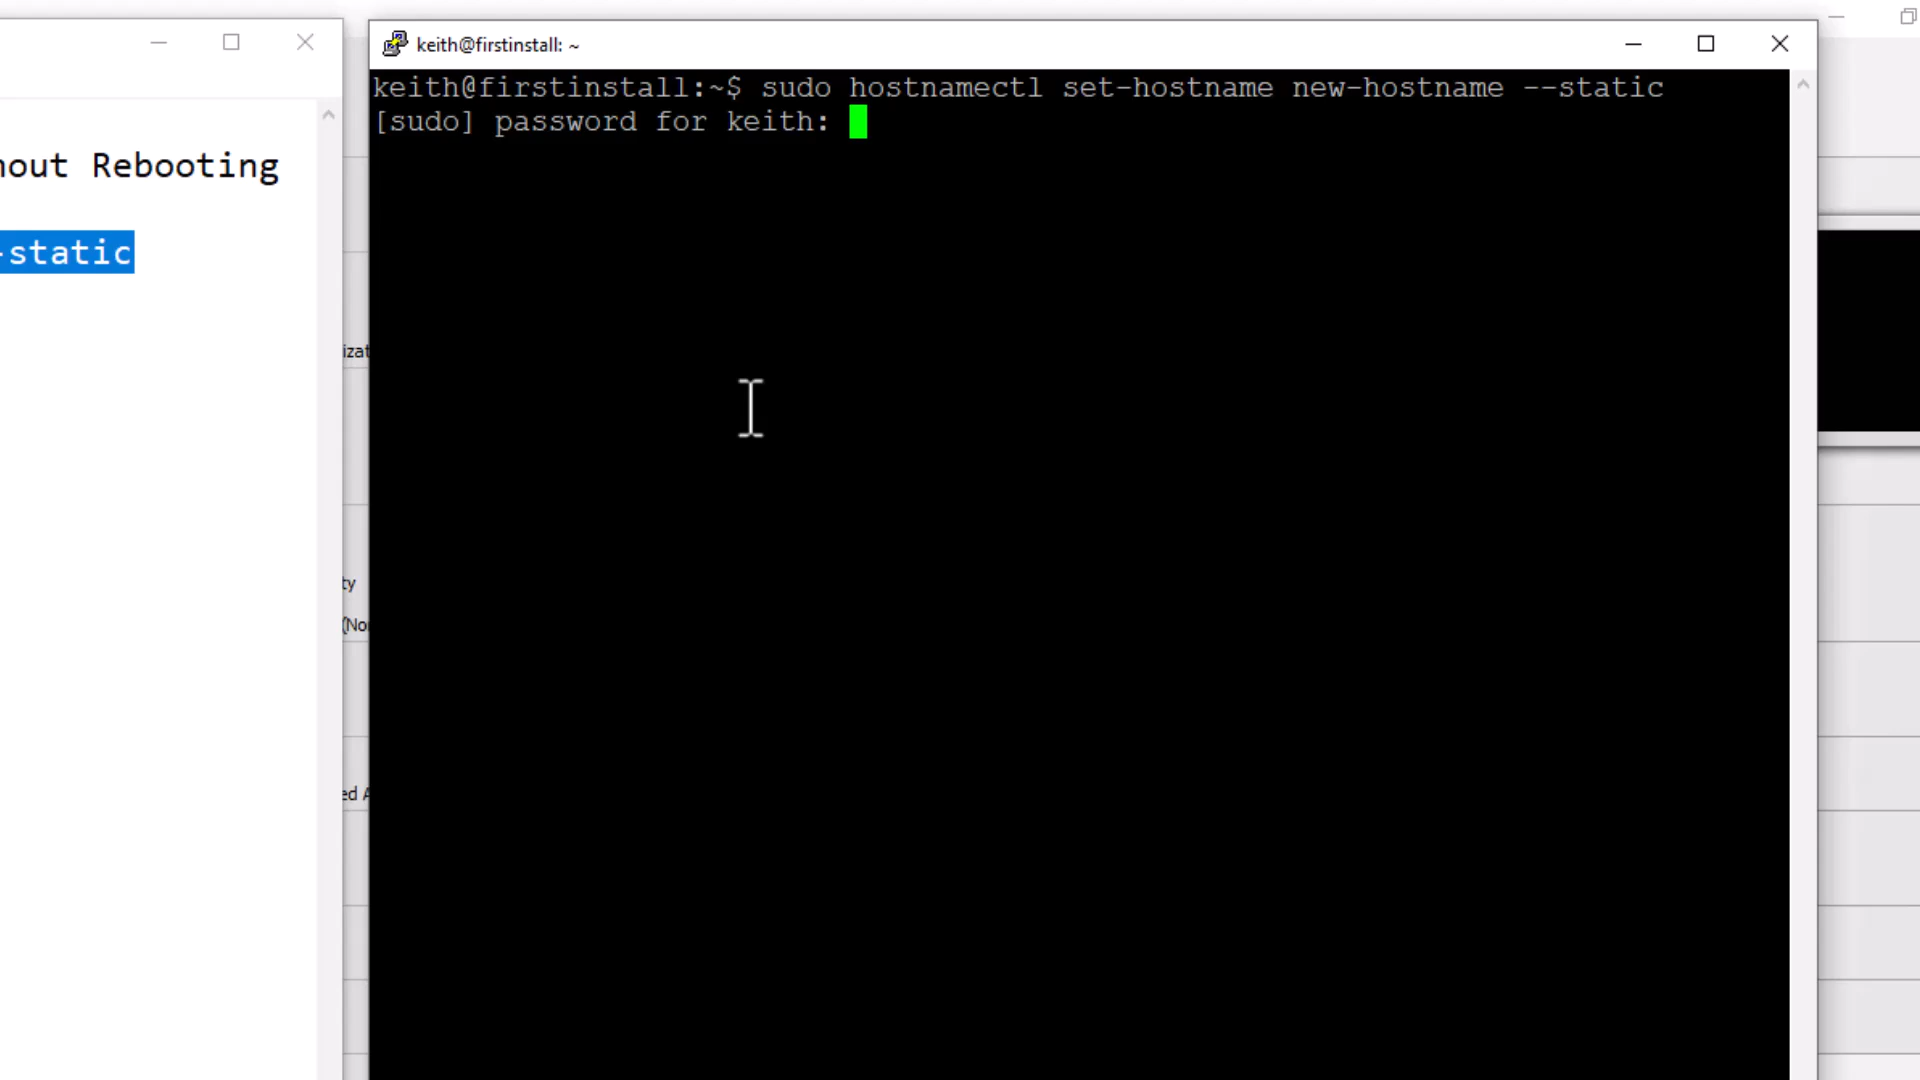 keith@firstinstall: ~
keith@firstinstall:~$ sudo hostnamectl set-hostname new-hostname --static
[sudo] password for keith:
hout Rebooting
-static
izat
ty
(No
ed A